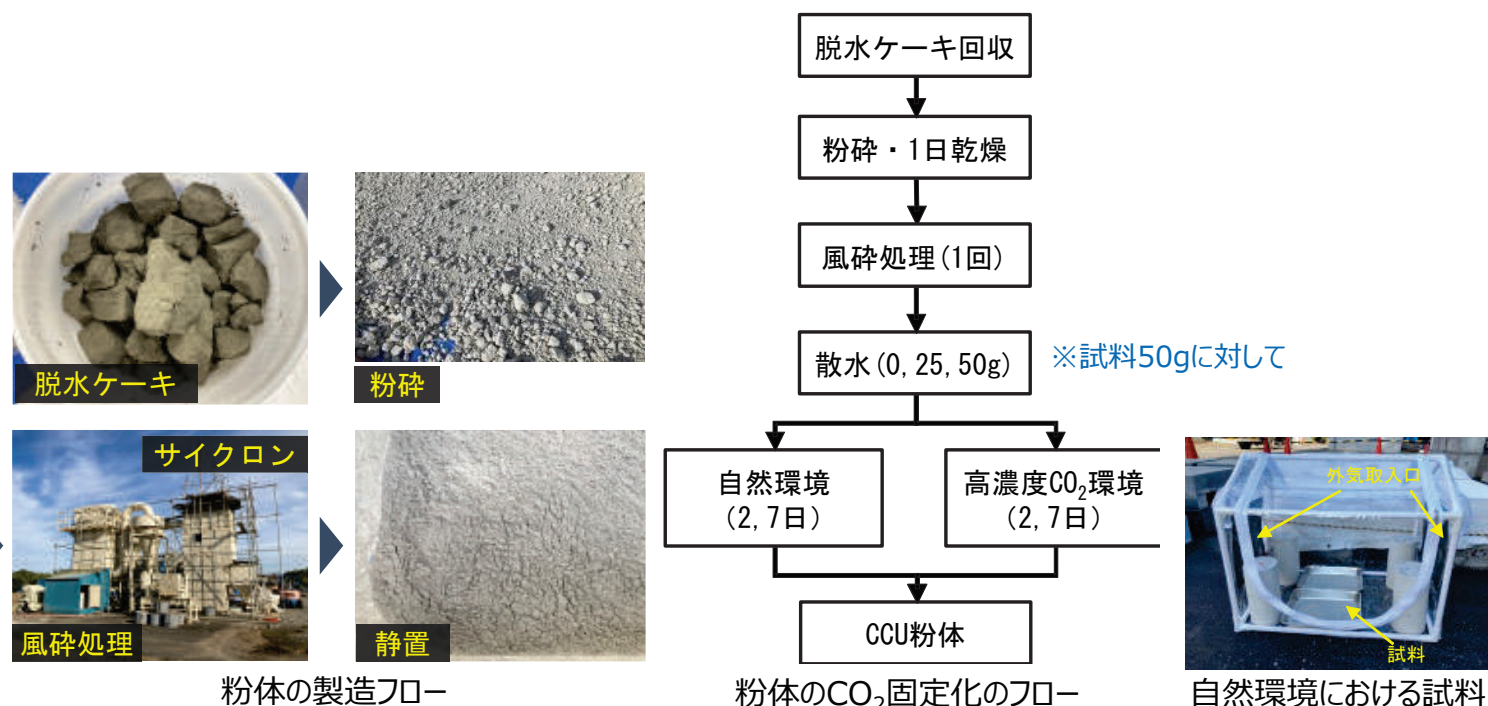 脱水ケーキ
粉砕
サイクロン
風砕処理
静置
粉体の製造フロー
脱水ケーキ回収
粉砕・1日乾燥
風砕処理(1回)
散水(0, 25, 50g)
※試料50gに対して
自然環境
(2, 7日)
高濃度CO₂環境
(2, 7日)
CCU粉体
粉体のCO₂固定化のフロー
外気取入口
試料
自然環境における試料